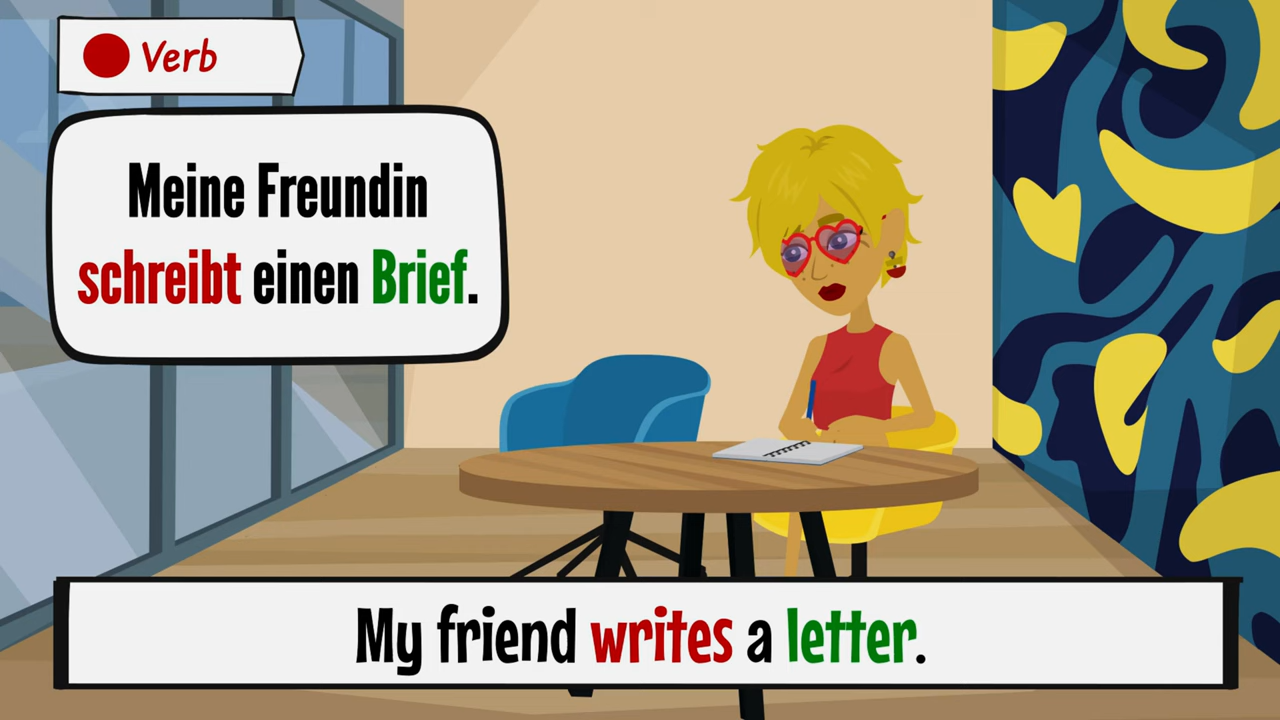 Verb
Meine Freundin
schreibt einen Brief.
My friend writes a letter.